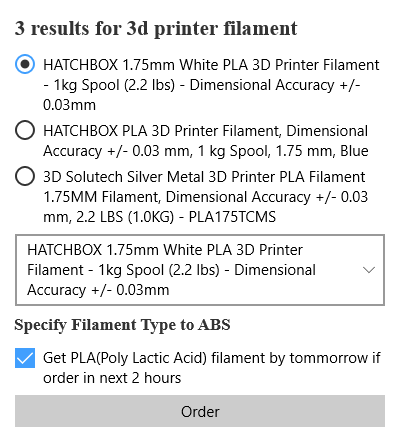 3 results for 3d printer filament
HATCHBOX 1.75mm White PLA 3D Printer Filament
- 1kg Spool (2.2 lbs) - Dimensional Accuracy +/-
0.03mm
HATCHBOX PLA 3D Printer Filament, Dimensional
Accuracy +/- 0.03 mm, 1 kg Spool, 1.75 mm, Blue
3D Solutech Silver Metal 3D Printer PLA Filament
1.75MM Filament, Dimensional Accuracy +/- 0.03
mm, 2.2 LBS (1.0KG) - PLA175TCMS
HATCHBOX 1.75mm White PLA 3D Printer
Filament - 1kg Spool (2.2 lbs) - Dimensional
Accuracy +/- 0.03mm
Specify Filament Type to ABS
Get PLA(Poly Lactic Acid) filament by tommorrow if
order in next 2 hours
Order